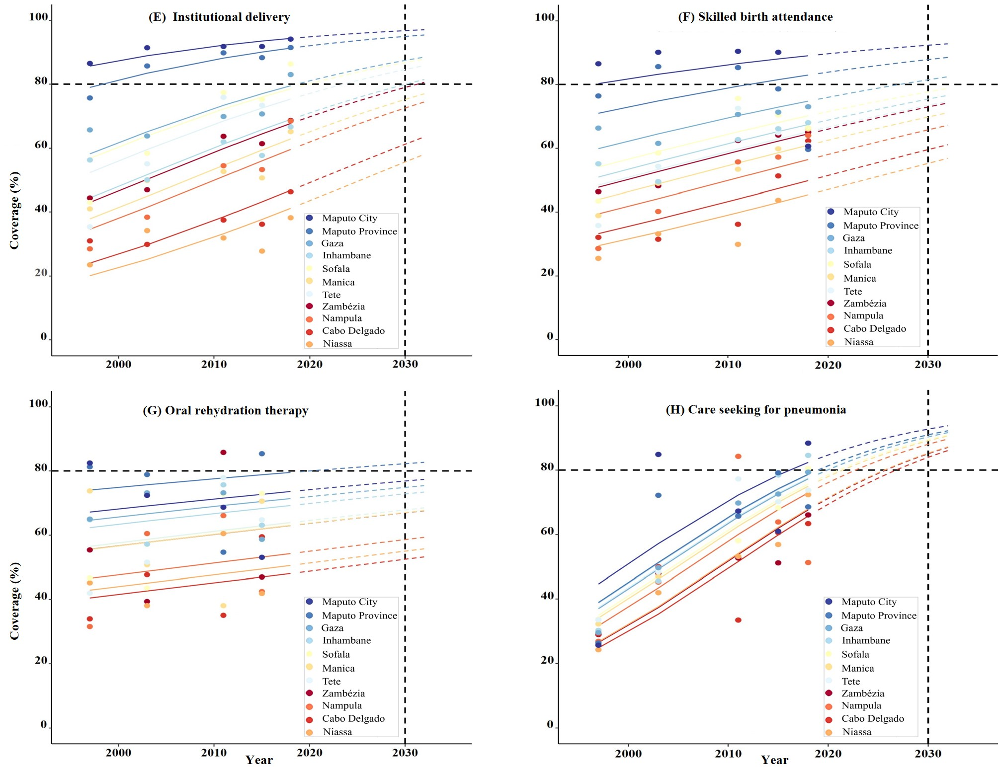 (E) Institutional delivery
100
80
60
40
20
0
Coverage (%)
2000
2010
2020
2030
Maputo City
Maputo Province
Gaza
Inhambane
Sofala
Manica
Tete
Zambézia
Nampula
Cabo Delgado
Niassa
(F) Skilled birth attendance
100
80
60
40
20
0
2000
2010
2020
2030
Maputo City
Maputo Province
Gaza
Inhambane
Sofala
Manica
Tete
Zambézia
Nampula
Cabo Delgado
Niassa
(G) Oral rehydration therapy
100
80
60
40
20
0
Coverage (%)
2000
2010
2020
2030
Year
Maputo City
Maputo Province
Gaza
Inhambane
Sofala
Manica
Tete
Zambézia
Nampula
Cabo Delgado
Niassa
(H) Care seeking for pneumonia
100
80
60
40
20
0
2000
2010
2020
2030
Year
Maputo City
Maputo Province
Gaza
Inhambane
Sofala
Manica
Tete
Zambézia
Nampula
Cabo Delgado
Niassa